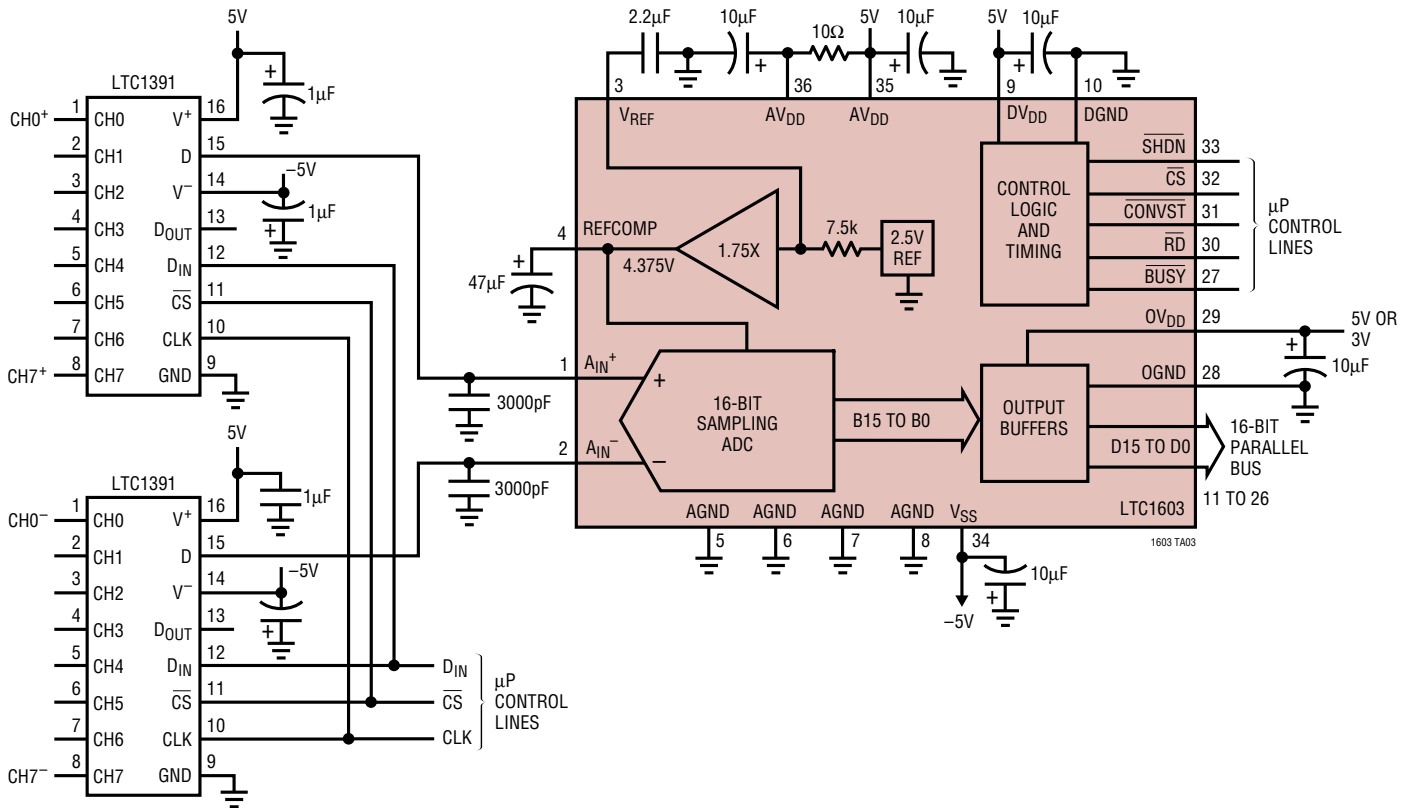 5V
LTC1391
+
1µF
CH0+
1
CH0
V+
16
2
CH1
D
15
3
CH2
V−
14
−5V
1µF
+
4
CH3
DOUT
13
5
CH4
DIN
12
6
CH5
CS
11
7
CH6
CLK
10
CH7+
8
CH7
GND
9
5V
LTC1391
1µF
CH0−
1
CH0
V+
16
2
CH1
D
15
3
CH2
V−
14
−5V
+
4
CH3
DOUT
13
5
CH4
DIN
12
6
CH5
CS
11
7
CH6
CLK
10
CH7−
8
CH7
GND
9
DIN
CS
CLK
µP
CONTROL
LINES
2.2µF
10µF
+
10Ω
5V
10µF
+
5V
10µF
+
3
36
35
9
10
VREF
AVDD
AVDD
DVDD
DGND
4
REFCOMP
4.375V
+
47µF
1.75X
7.5k
2.5V
REF
CONTROL
LOGIC
AND
TIMING
SHDN
33
CS
32
CONVST
31
RD
30
BUSY
27
µP
CONTROL
LINES
OVDD
29
5V OR
3V
+
10µF
OGND
28
1
AIN+
+
3000pF
16-BIT
SAMPLING
ADC
2
AIN−
−
3000pF
B15 TO B0
OUTPUT
BUFFERS
D15 TO D0
16-BIT
PARALLEL
BUS
11 TO 26
AGND
AGND
AGND
AGND
VSS
LTC1603
5
6
7
8
34
1603 TA03
10µF
+
−5V